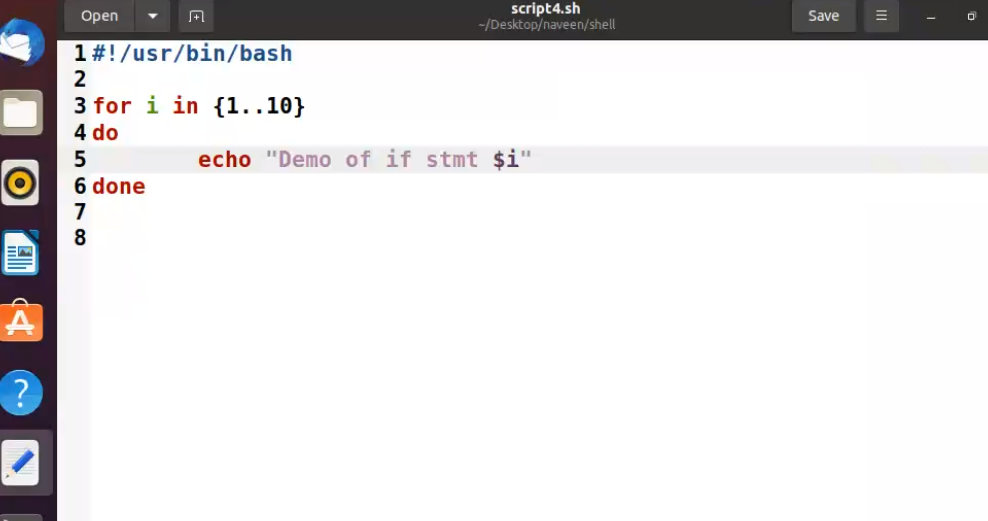 Open
script4.sh
~/Desktop/naveen/shell
Save
1 #!/usr/bin/bash
2
3 for i in {1..10}
4 do
5 echo "Demo of if stmt $i"
6 done
7
8